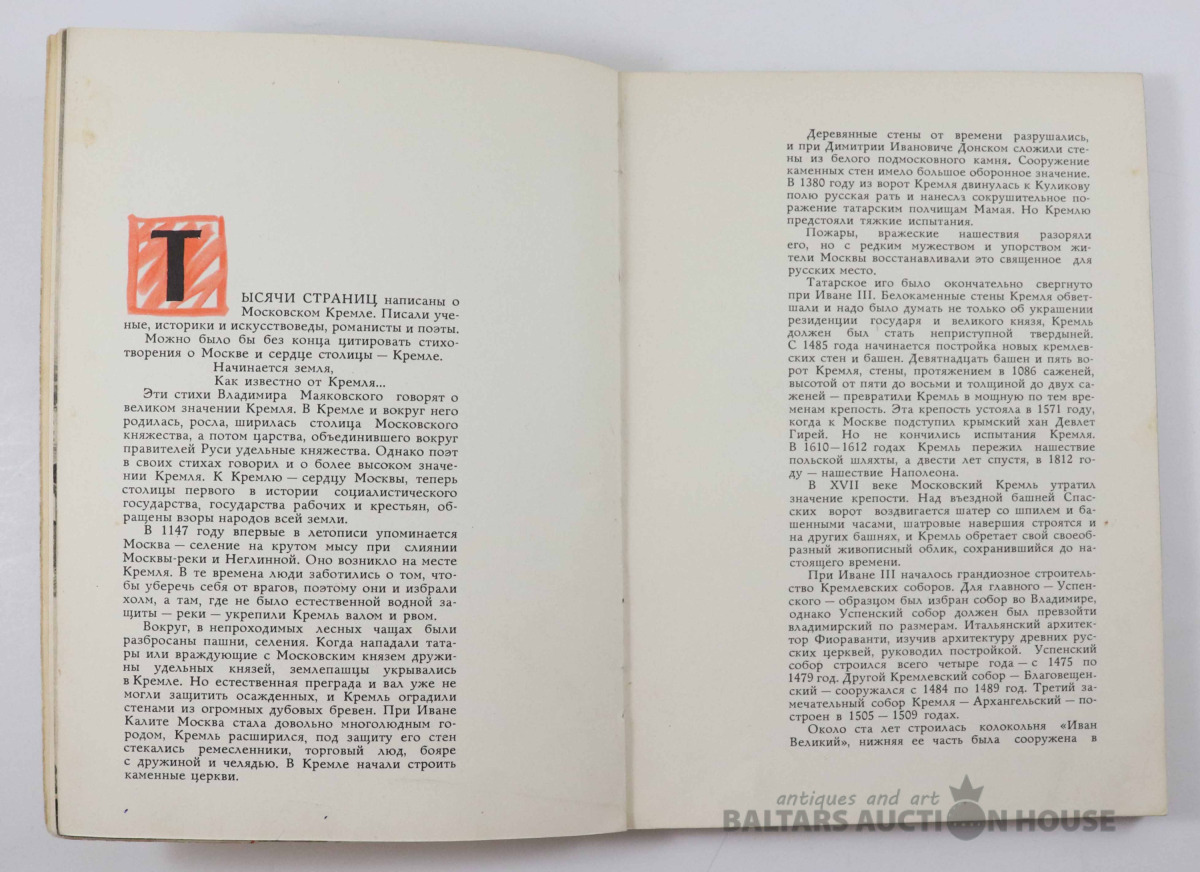 Т
ЫСЯЧИ СТРАНИЦ написаны о
Московском Кремле. Писали уче-
ные, историки и искусствоведы, романисты и поэты.
Можно было бы без конца цитировать стихо-
творения о Москве и сердце столицы — Кремле.
Начинается земля,
Как известно от Кремля...
Эти стихи Владимира Маяковского говорят о
великом значении Кремля. В Кремле и вокруг него
родилась, росла, ширилась столица Московского
княжества, а потом царства, объединившего вокруг
правителей Руси удельные княжества. Однако поэт
в своих стихах говорил и о более высоком значе-
нии Кремля. К Кремлю — сердцу Москвы, теперь
столицы первого в истории социалистического
государства, государства рабочих и крестьян, об-
ращены взоры народов всей земли.
В 1147 году впервые в летописи упоминается
Москва — селение на крутом мысу при слиянии
Москвы-реки и Неглинной. Оно возникло на месте
Кремля. В те времена люди заботились о том, что-
бы уберечь себя от врагов, поэтому они и избрали
холм, а там, где не было естественной водной за-
щиты — реки — укрепили Кремль валом и рвом.
Вокруг, в непроходимых лесных чащах были
разбросаны пашни, селения. Когда нападали тата-
ры или враждующие с Московским князем дружи-
ны удельных князей, землепашцы укрывались
в Кремле. Но естественная преграда и вал уже не
могли защитить осажденных, и Кремль оградили
стенами из огромных дубовых бревен. При Иване
Калите Москва стала довольно многолюдным го-
родом, Кремль расширился, под защиту его стен
стекались ремесленники, торговый люд, бояре
с дружиной и челядью. В Кремле начали строить
каменные церкви.
Деревянные стены от времени разрушались,
и при Димитрии Ивановиче Донском сложили сте-
ны из белого подмосковного камня. Сооружение
каменных стен имело большое оборонное значение.
В 1380 году из ворот Кремля двинулась к Куликову
полю русская рать и нанесла сокрушительное по-
ражение татарским полчищам Мамая. Но Кремлю
предстояли тяжкие испытания.
Пожары, вражеские нашествия разоряли
его, но с редким мужеством и упорством жи-
тели Москвы восстанавливали это священное для
русских место.
Татарское иго было окончательно свергнуто
при Иване III. Белокаменные стены Кремля обвет-
шали и надо было думать не только об украшении
резиденции государя и великого князя, Кремль
должен был стать неприступной твердыней.
С 1485 года начинается постройка новых кремлев-
ских стен и башен. Девятнадцать башен и пять во-
рот Кремля, стены, протяжением в 1086 саженей,
высотой от пяти до восьми и толщиной до двух са-
женей — превратили Кремль в мощную по тем вре-
менам крепость. Эта крепость устояла в 1571 году,
когда к Москве подступил крымский хан Девлет
Гирей. Но не кончились испытания Кремля.
В 1610—1612 годах Кремль пережил нашествие
польской шляхты, а двести лет спустя, в 1812 го-
ду — нашествие Наполеона.
В XVII веке Московский Кремль утратил
значение крепости. Над въездной башней Спас-
ских ворот воздвигается шатер со шпилем и ба-
шенными часами, шатровые навершия строятся и
на других башнях, и Кремль обретает свой своеоб-
разный живописный облик, сохранившийся до на-
стоящего времени.
При Иване III началось грандиозное строитель-
ство Кремлевских соборов. Для главного — Успен-
ского — образцом был избран собор во Владимире,
однако Успенский собор должен был превзойти
владимирский по размерам. Итальянский архитек-
тор Фиораванти, изучив архитектуру древних рус-
ских церквей, руководил постройкой. Успенский
собор строился всего четыре года — с 1475 по
1479 год. Другой Кремлевский собор — Благовещен-
ский — сооружался с 1484 по 1489 год. Третий за-
мечательный собор Кремля — Архангельский — по-
строен в 1505 — 1509 годах.
Около ста лет строилась колокольня «Иван
Великий», нижняя ее часть была сооружена в
antiques and art
BALTARS AUCTION HOUSE